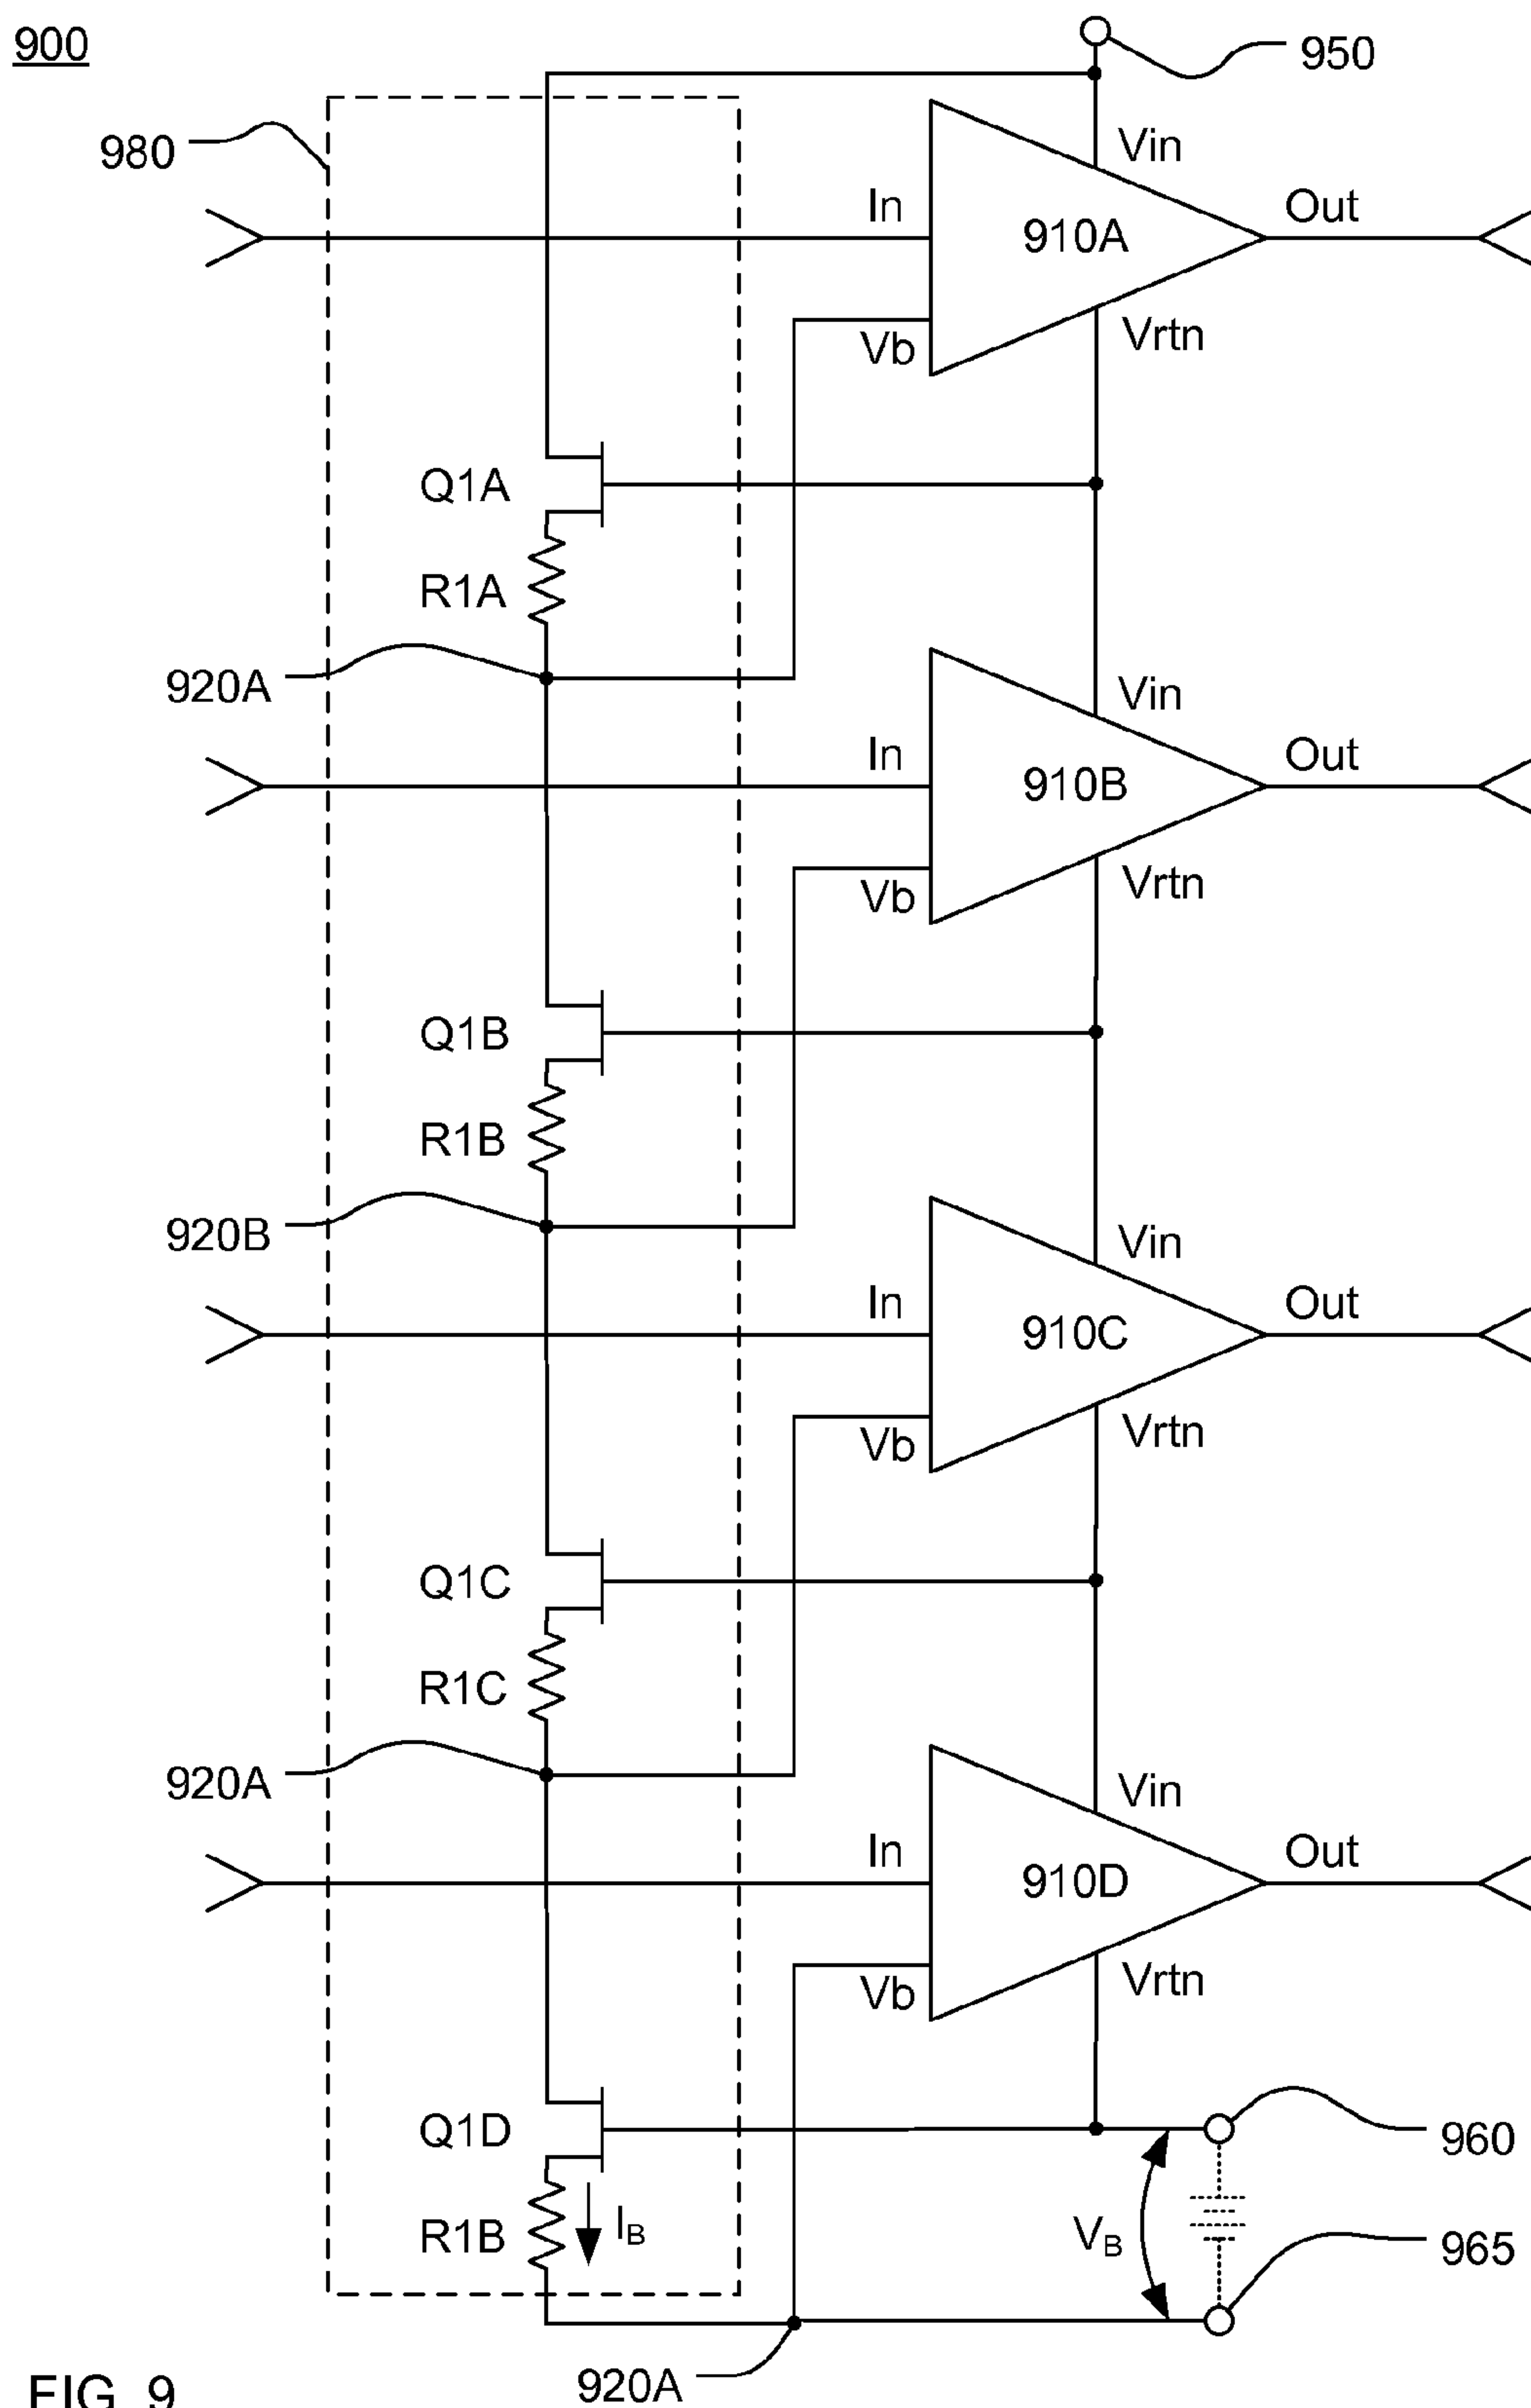 900
950
980
Vin
In
Out
910A
Vb
Vrtn
Q1A
R1A
920A
Vin
In
Out
910B
Vb
Vrtn
Q1B
R1B
920B
Vin
In
Out
910C
Vb
Vrtn
Q1C
R1C
920A
Vin
In
Out
910D
Vb
Vrtn
Q1D
960
IB
R1B
VB
965
920A
FIG. 9